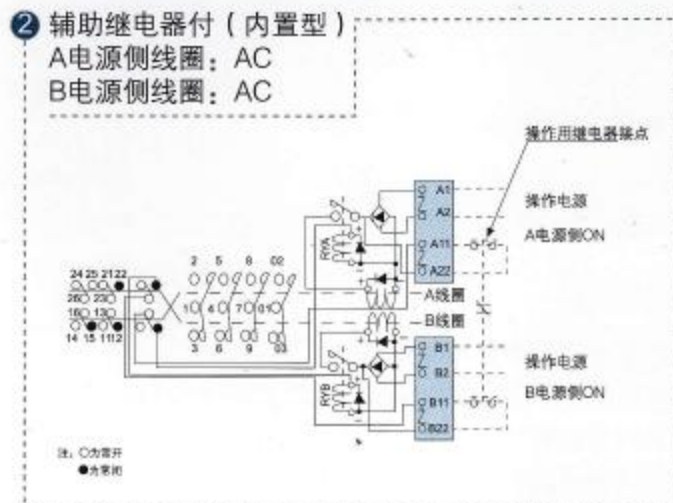 2 辅助继电器付（内置型）
A电源侧线圈：AC
B电源侧线圈：AC
操作用继电器接点
A1
操作电源
A2
A电源侧ON
A11
A22
RYA
2 5 8 02
24 25 21 22
26 23
1 4 7 01
A线圈
16 13
B线圈
14 15 11 12
3 6 9 03
B1
操作电源
B2
B电源侧ON
B11
B22
RYB
注：○为常开
●为常闭